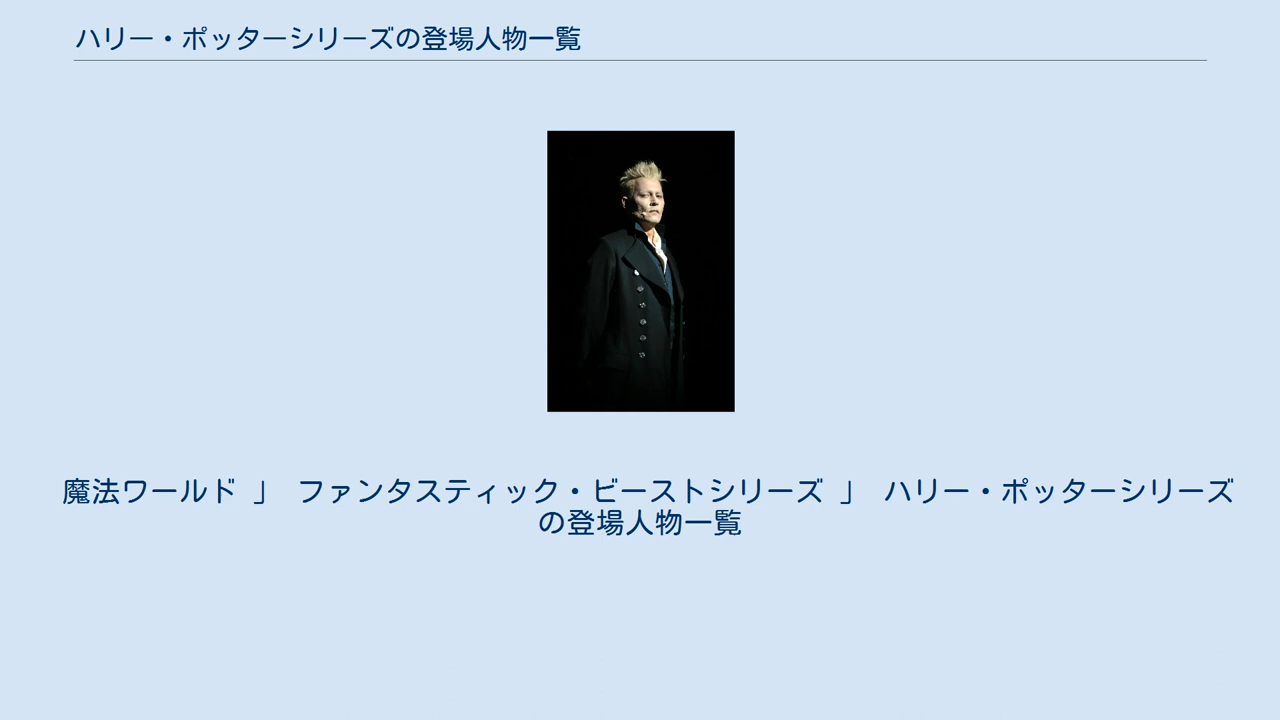 ハリー・ポッターシリーズの登場人物一覧
魔法ワールド 」 ファンタスティック・ビーストシリーズ 」 ハリー・ポッターシリーズ
の登場人物一覧